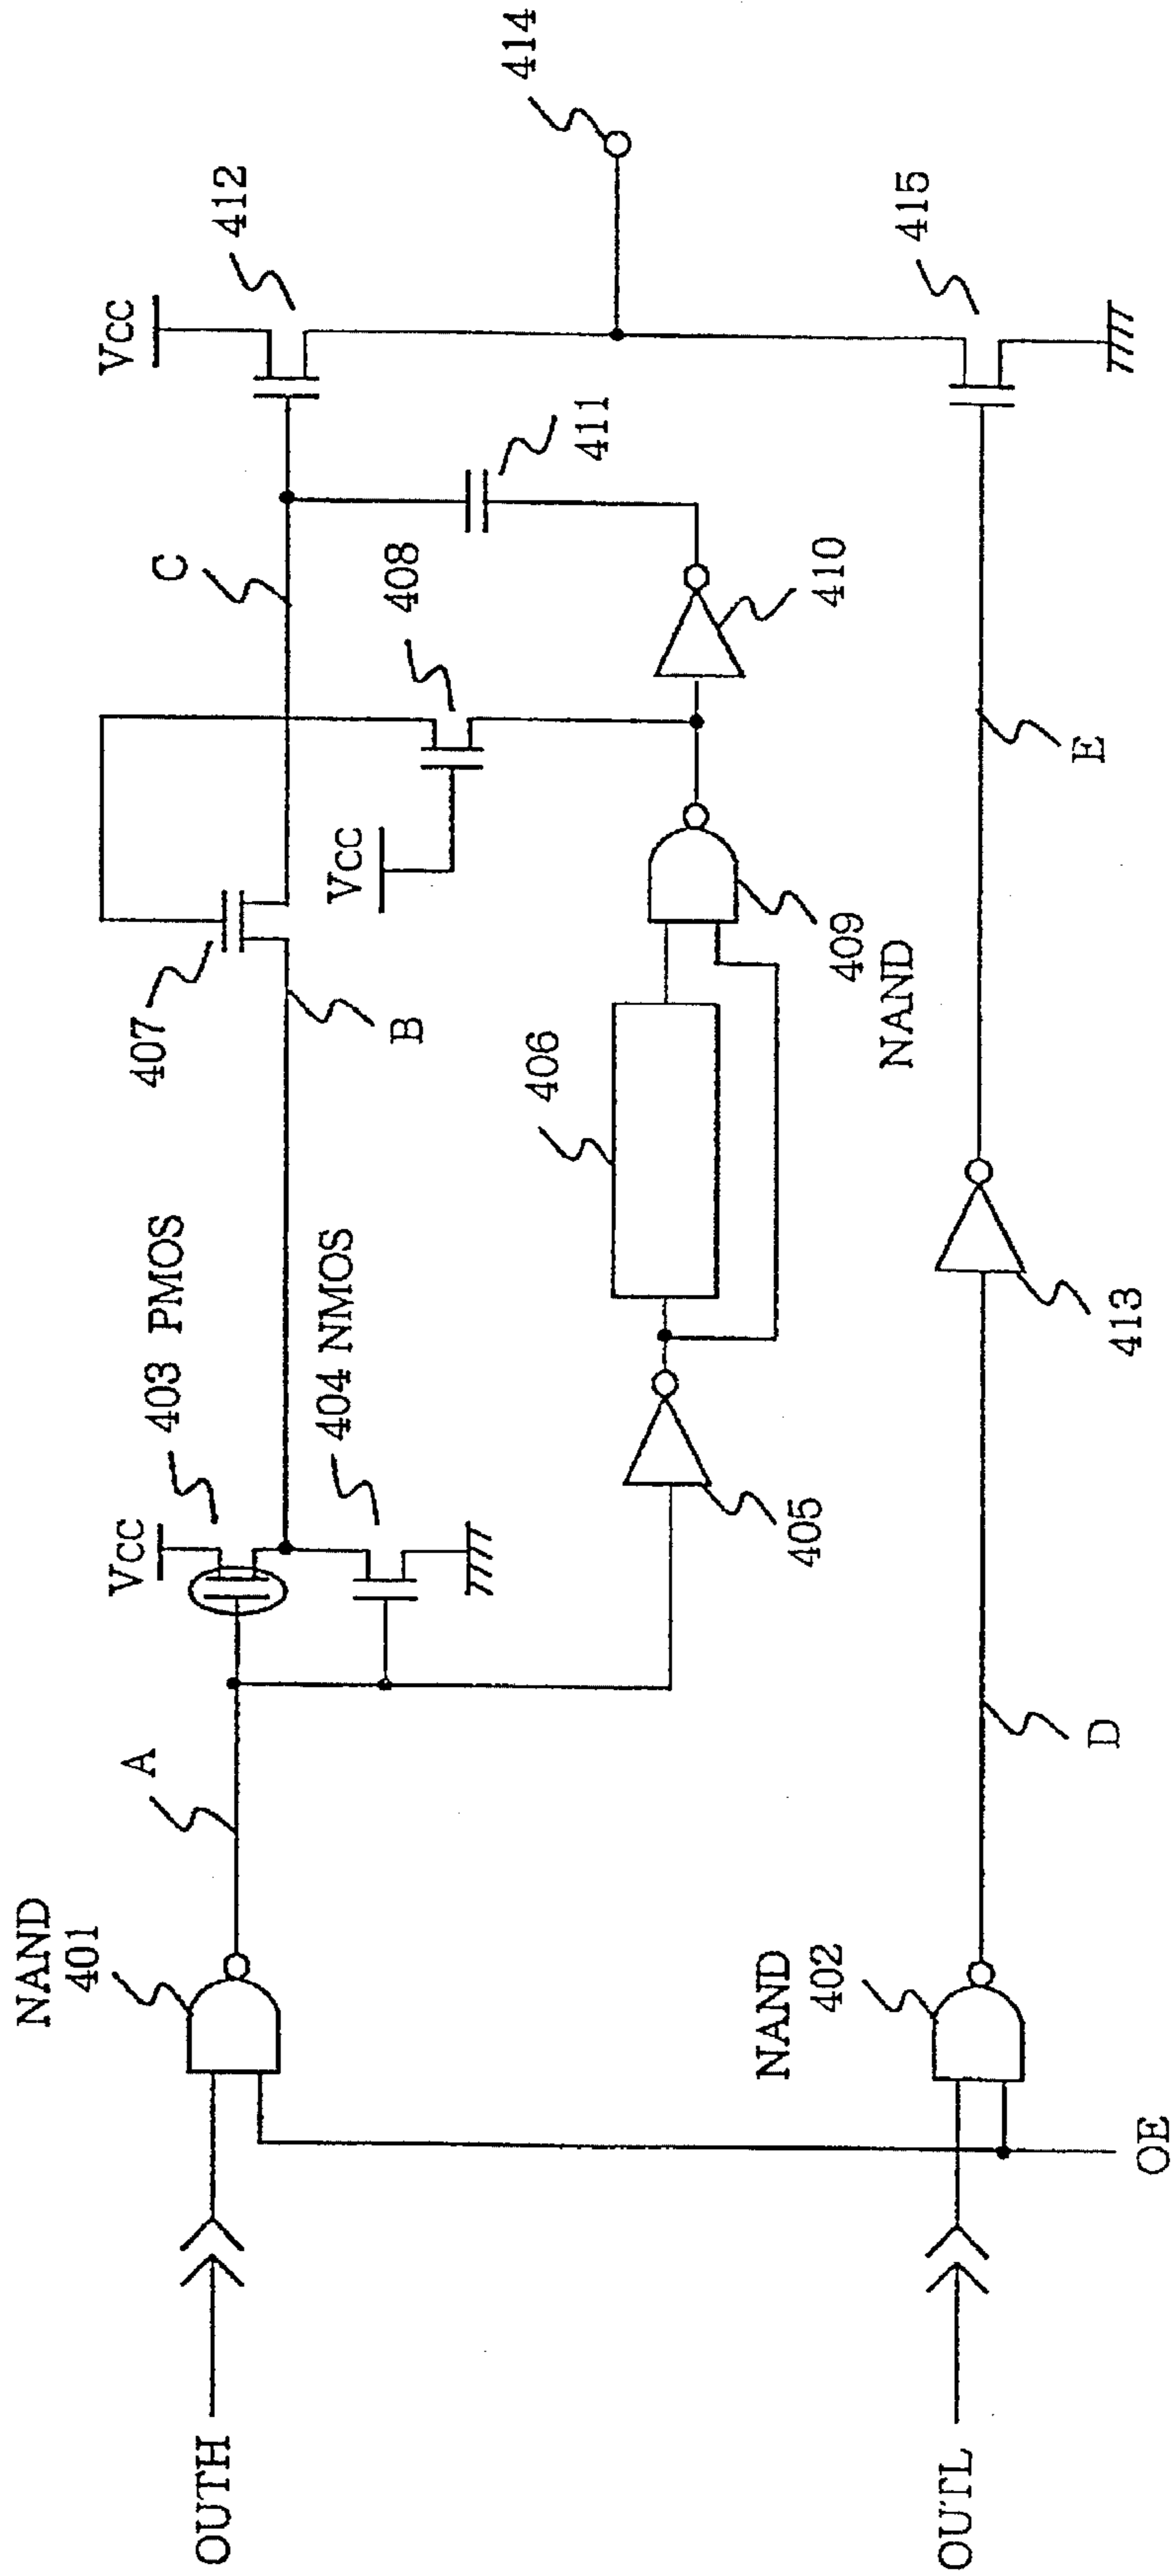 OUTH
OUTL
OE
NAND
401
NAND
402
A
D
VCC
403 PMOS
404 NMOS
405
413
406
407
B
VCC
408
409
NAND
410
C
411
E
VCC
412
414
415